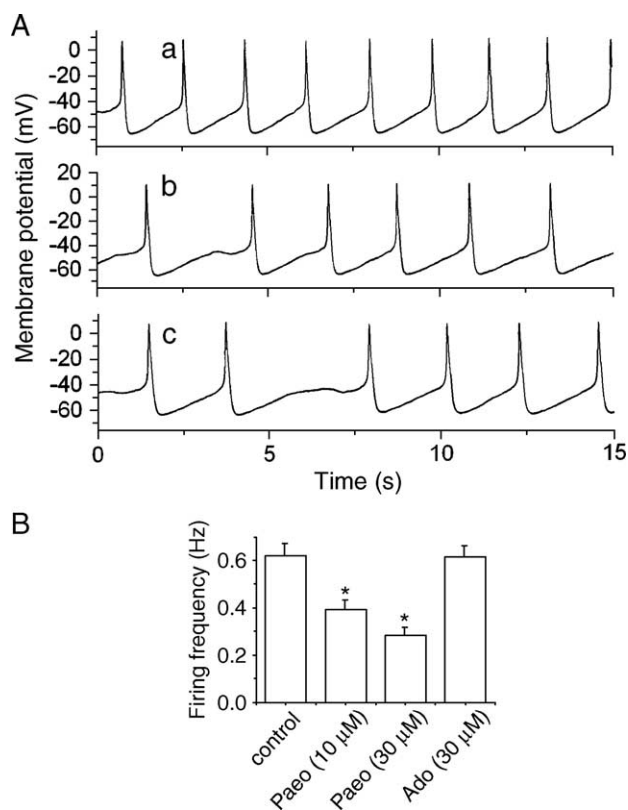 A
a
0
-20
-40
-60
b
20
0
-20
-40
-60
c
0
-20
-40
-60
Membrane potential (mV)
0 5 10 15
Time (s)
B
Firing frequency (Hz)
0.6
0.4
0.2
0.0
* *
control
Paeo (10 μM)
Paeo (30 μM)
Ado (30 μM)